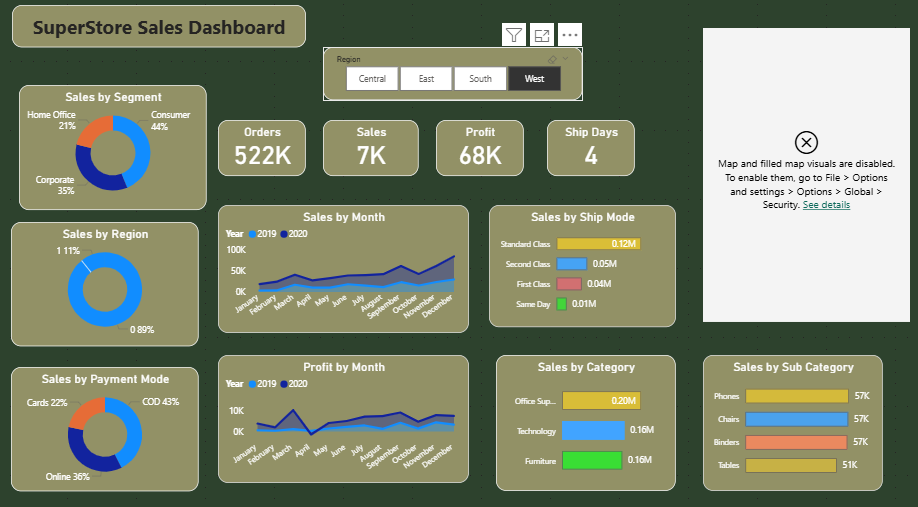 SuperStore Sales Dashboard
Region
Central
East
South
West
Sales by Segment
Home Office
21%
Consumer
44%
Corporate
35%
Orders
522K
Sales
7K
Profit
68K
Ship Days
4
Map and filled map visuals are disabled.
To enable them, go to File > Options
and settings > Options > Global >
Security. See details
Sales by Region
1 11%
0 89%
Sales by Month
Year 2019 2020
100K
50K
0K
January
February
March
April
May
June
July
August
September
October
November
December
Sales by Ship Mode
Standard Class 0.12M
Second Class 0.05M
First Class 0.04M
Same Day 0.01M
Sales by Payment Mode
Cards 22%
COD 43%
Online 36%
Profit by Month
Year 2019 2020
10K
0K
January
February
March
April
May
June
July
August
September
October
November
December
Sales by Category
Office Sup... 0.20M
Technology 0.16M
Furniture 0.16M
Sales by Sub Category
Phones 57K
Chairs 57K
Binders 57K
Tables 51K